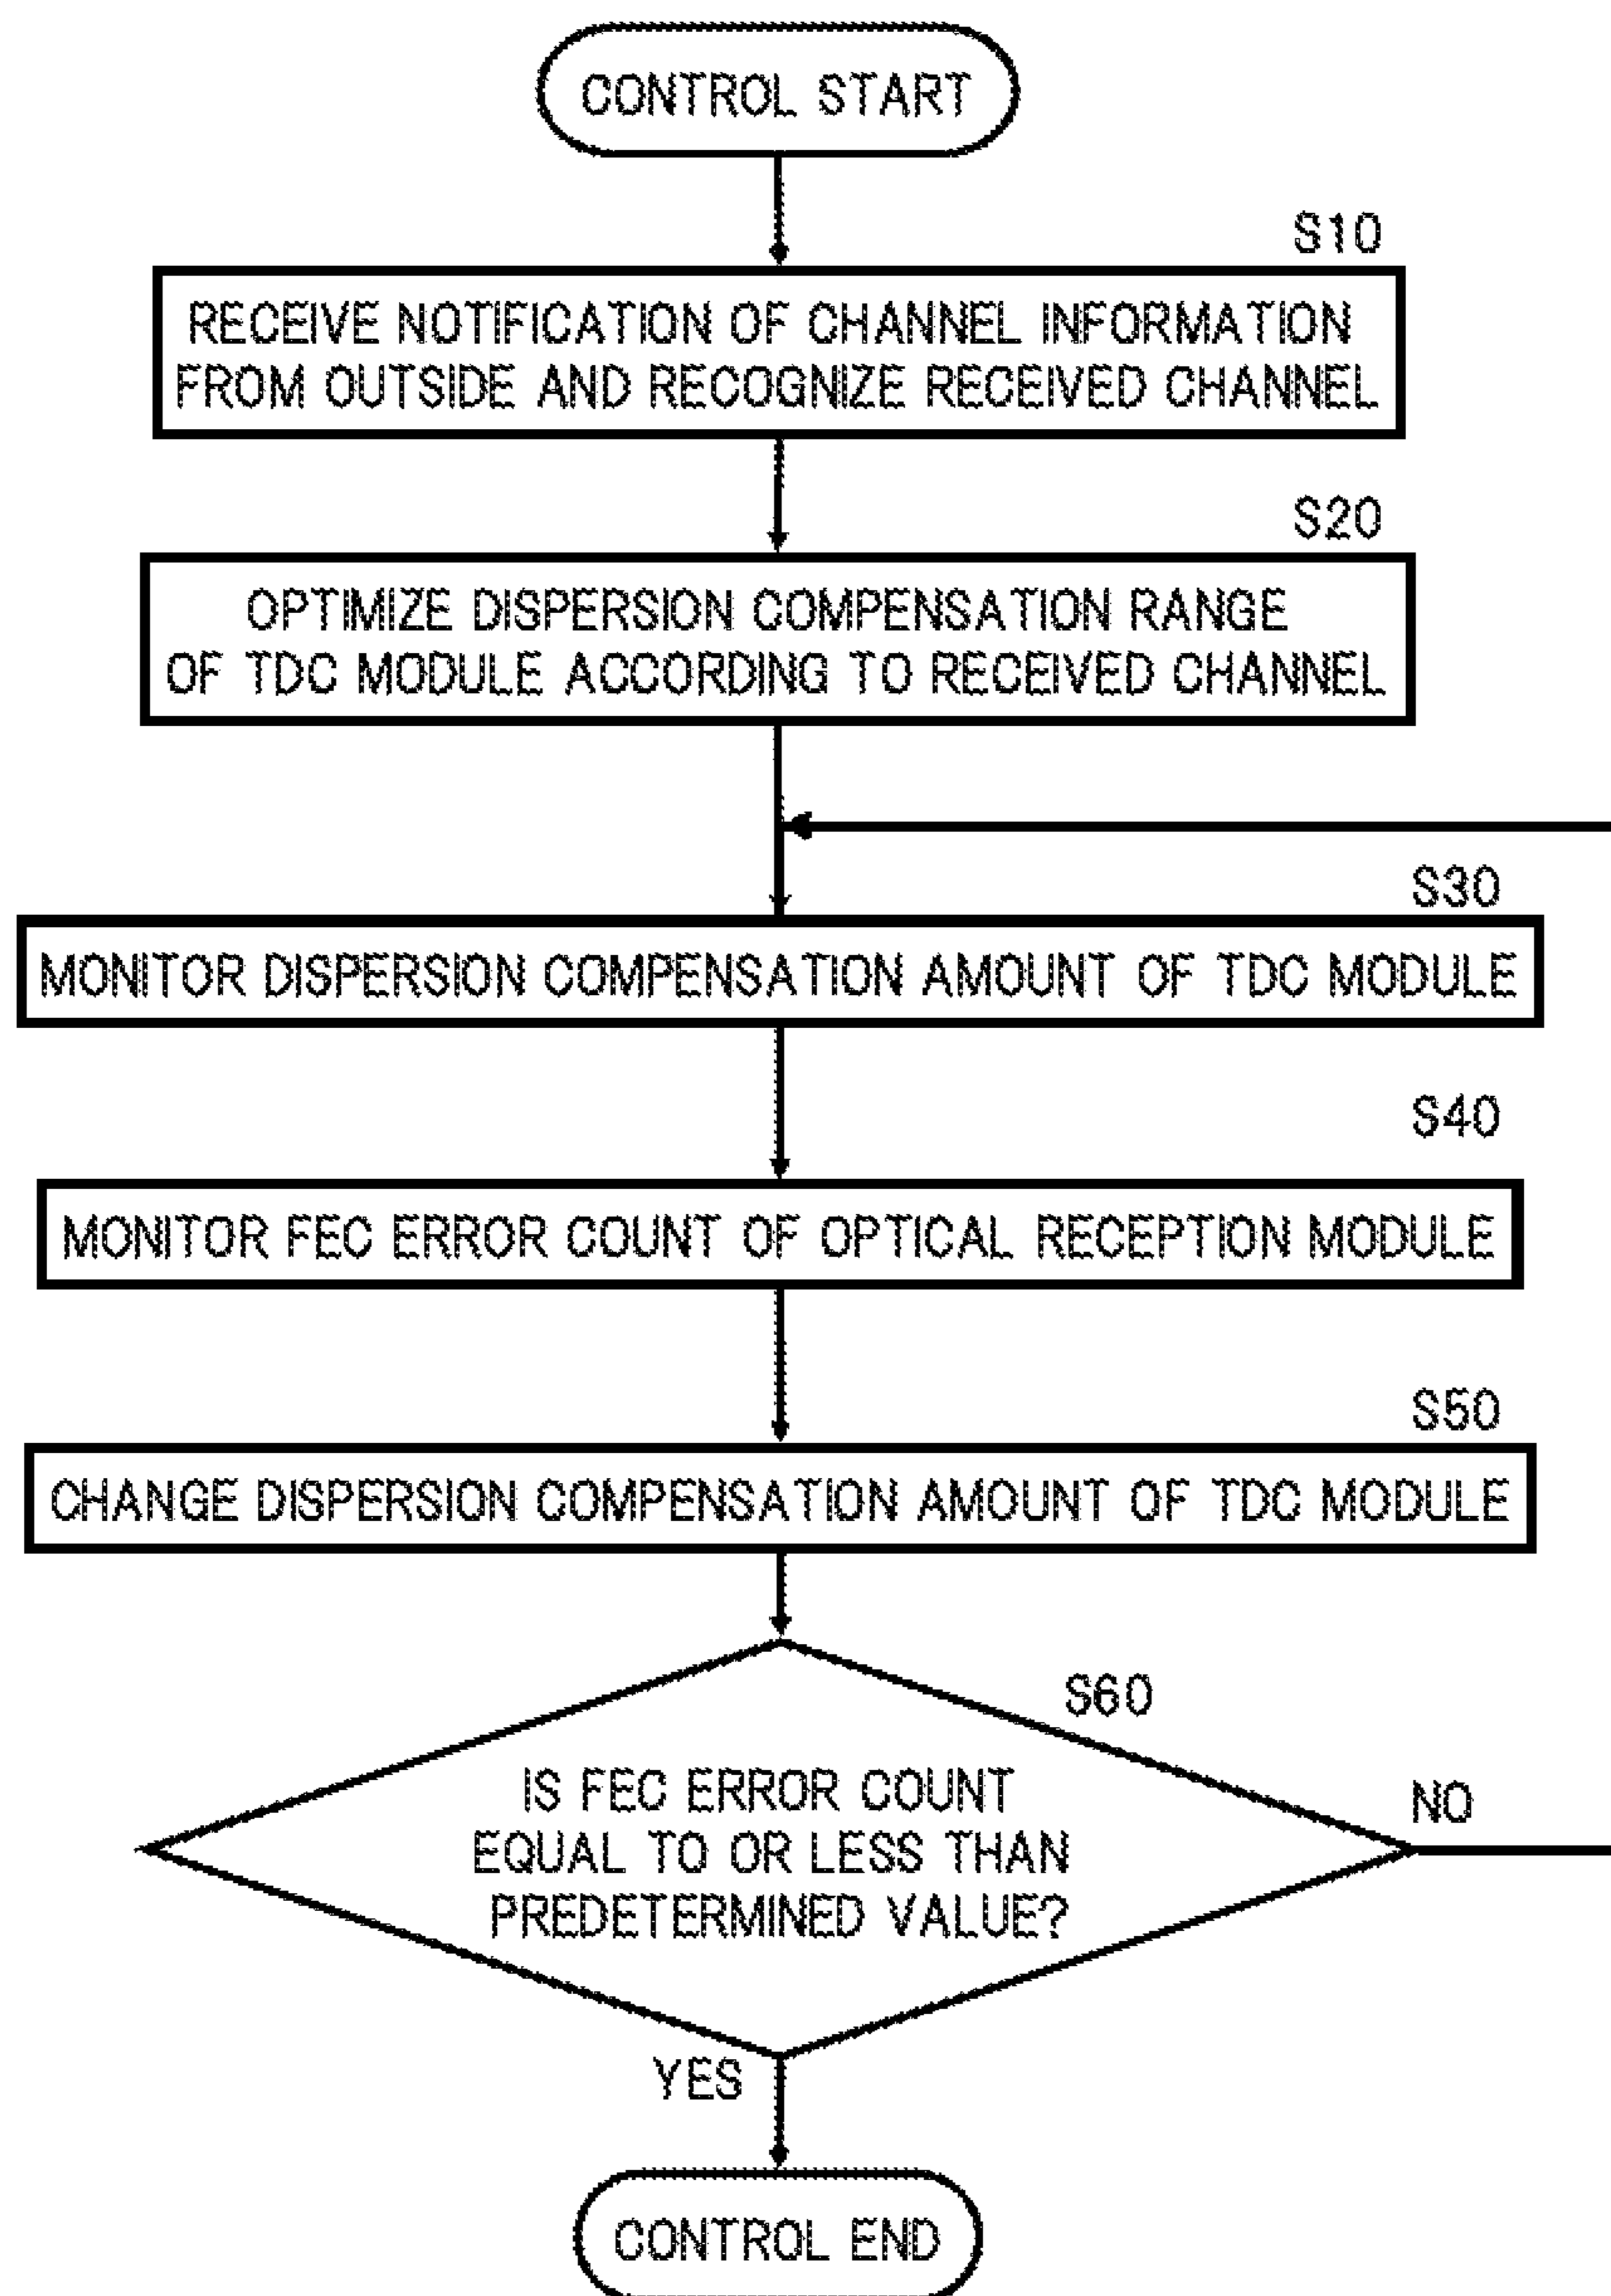 CONTROL START
S10
RECEIVE NOTIFICATION OF CHANNEL INFORMATION
FROM OUTSIDE AND RECOGNIZE RECEIVED CHANNEL
S20
OPTIMIZE DISPERSION COMPENSATION RANGE
OF TDC MODULE ACCORDING TO RECEIVED CHANNEL
S30
MONITOR DISPERSION COMPENSATION AMOUNT OF TDC MODULE
S40
MONITOR FEC ERROR COUNT OF OPTICAL RECEPTION MODULE
S50
CHANGE DISPERSION COMPENSATION AMOUNT OF TDC MODULE
S60
IS FEC ERROR COUNT
EQUAL TO OR LESS THAN
PREDETERMINED VALUE?
NO
YES
CONTROL END